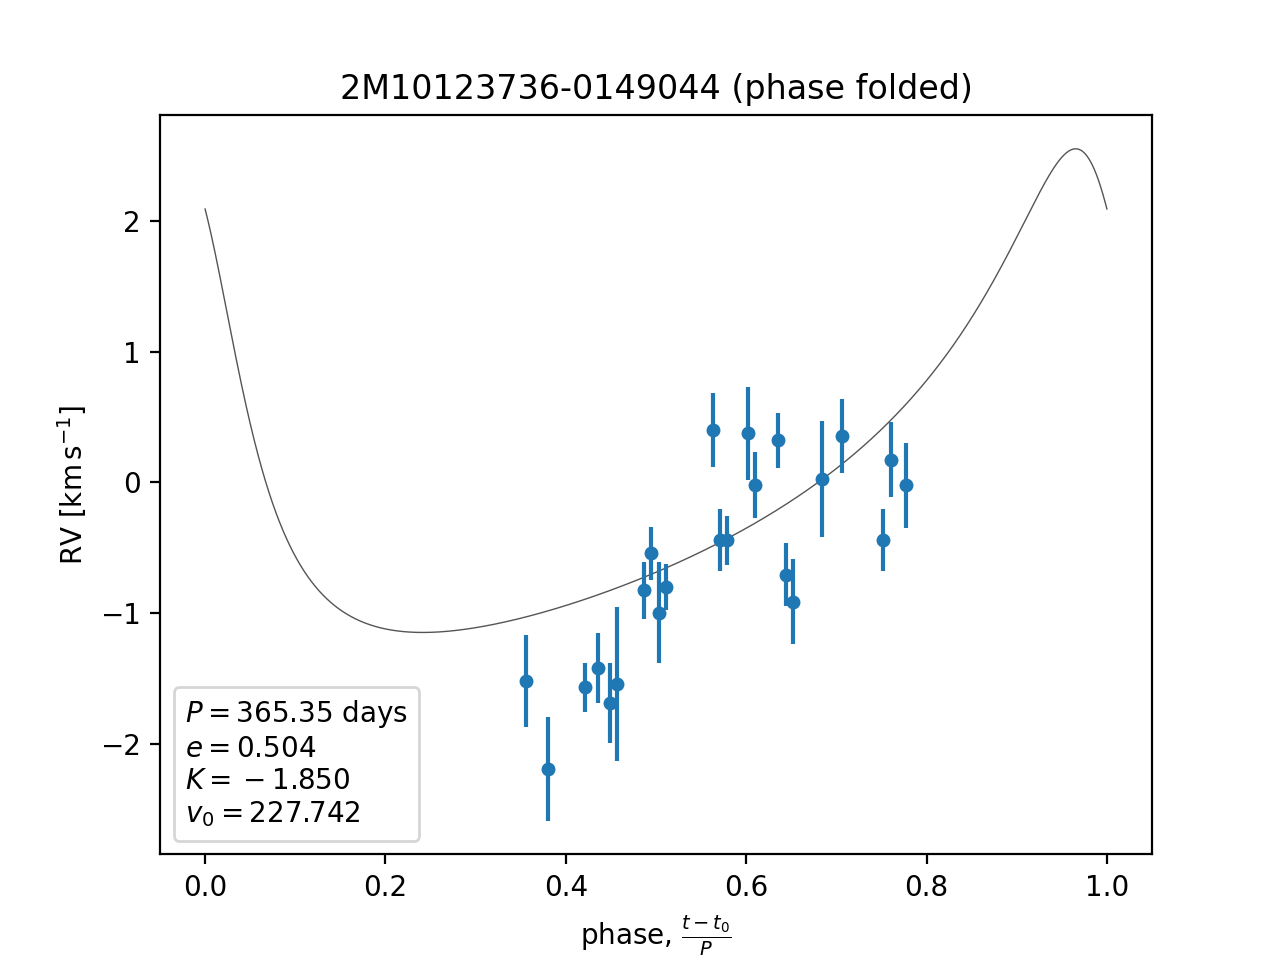 2M10123736-0149044 (phase folded)
RV [km s⁻¹]
2
1
0
−1
−2
P = 365.35 days
e = 0.504
K = −1.850
v₀ = 227.742
0.0 0.2 0.4 0.6 0.8 1.0
phase, (t − t₀)/P